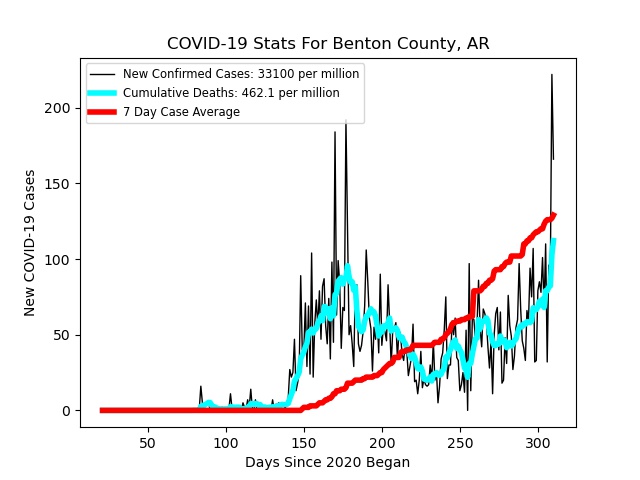 COVID-19 Stats For Benton County, AR
New Confirmed Cases: 33100 per million
Cumulative Deaths: 462.1 per million
7 Day Case Average
New COVID-19 Cases
200
150
100
50
0
50 100 150 200 250 300
Days Since 2020 Began